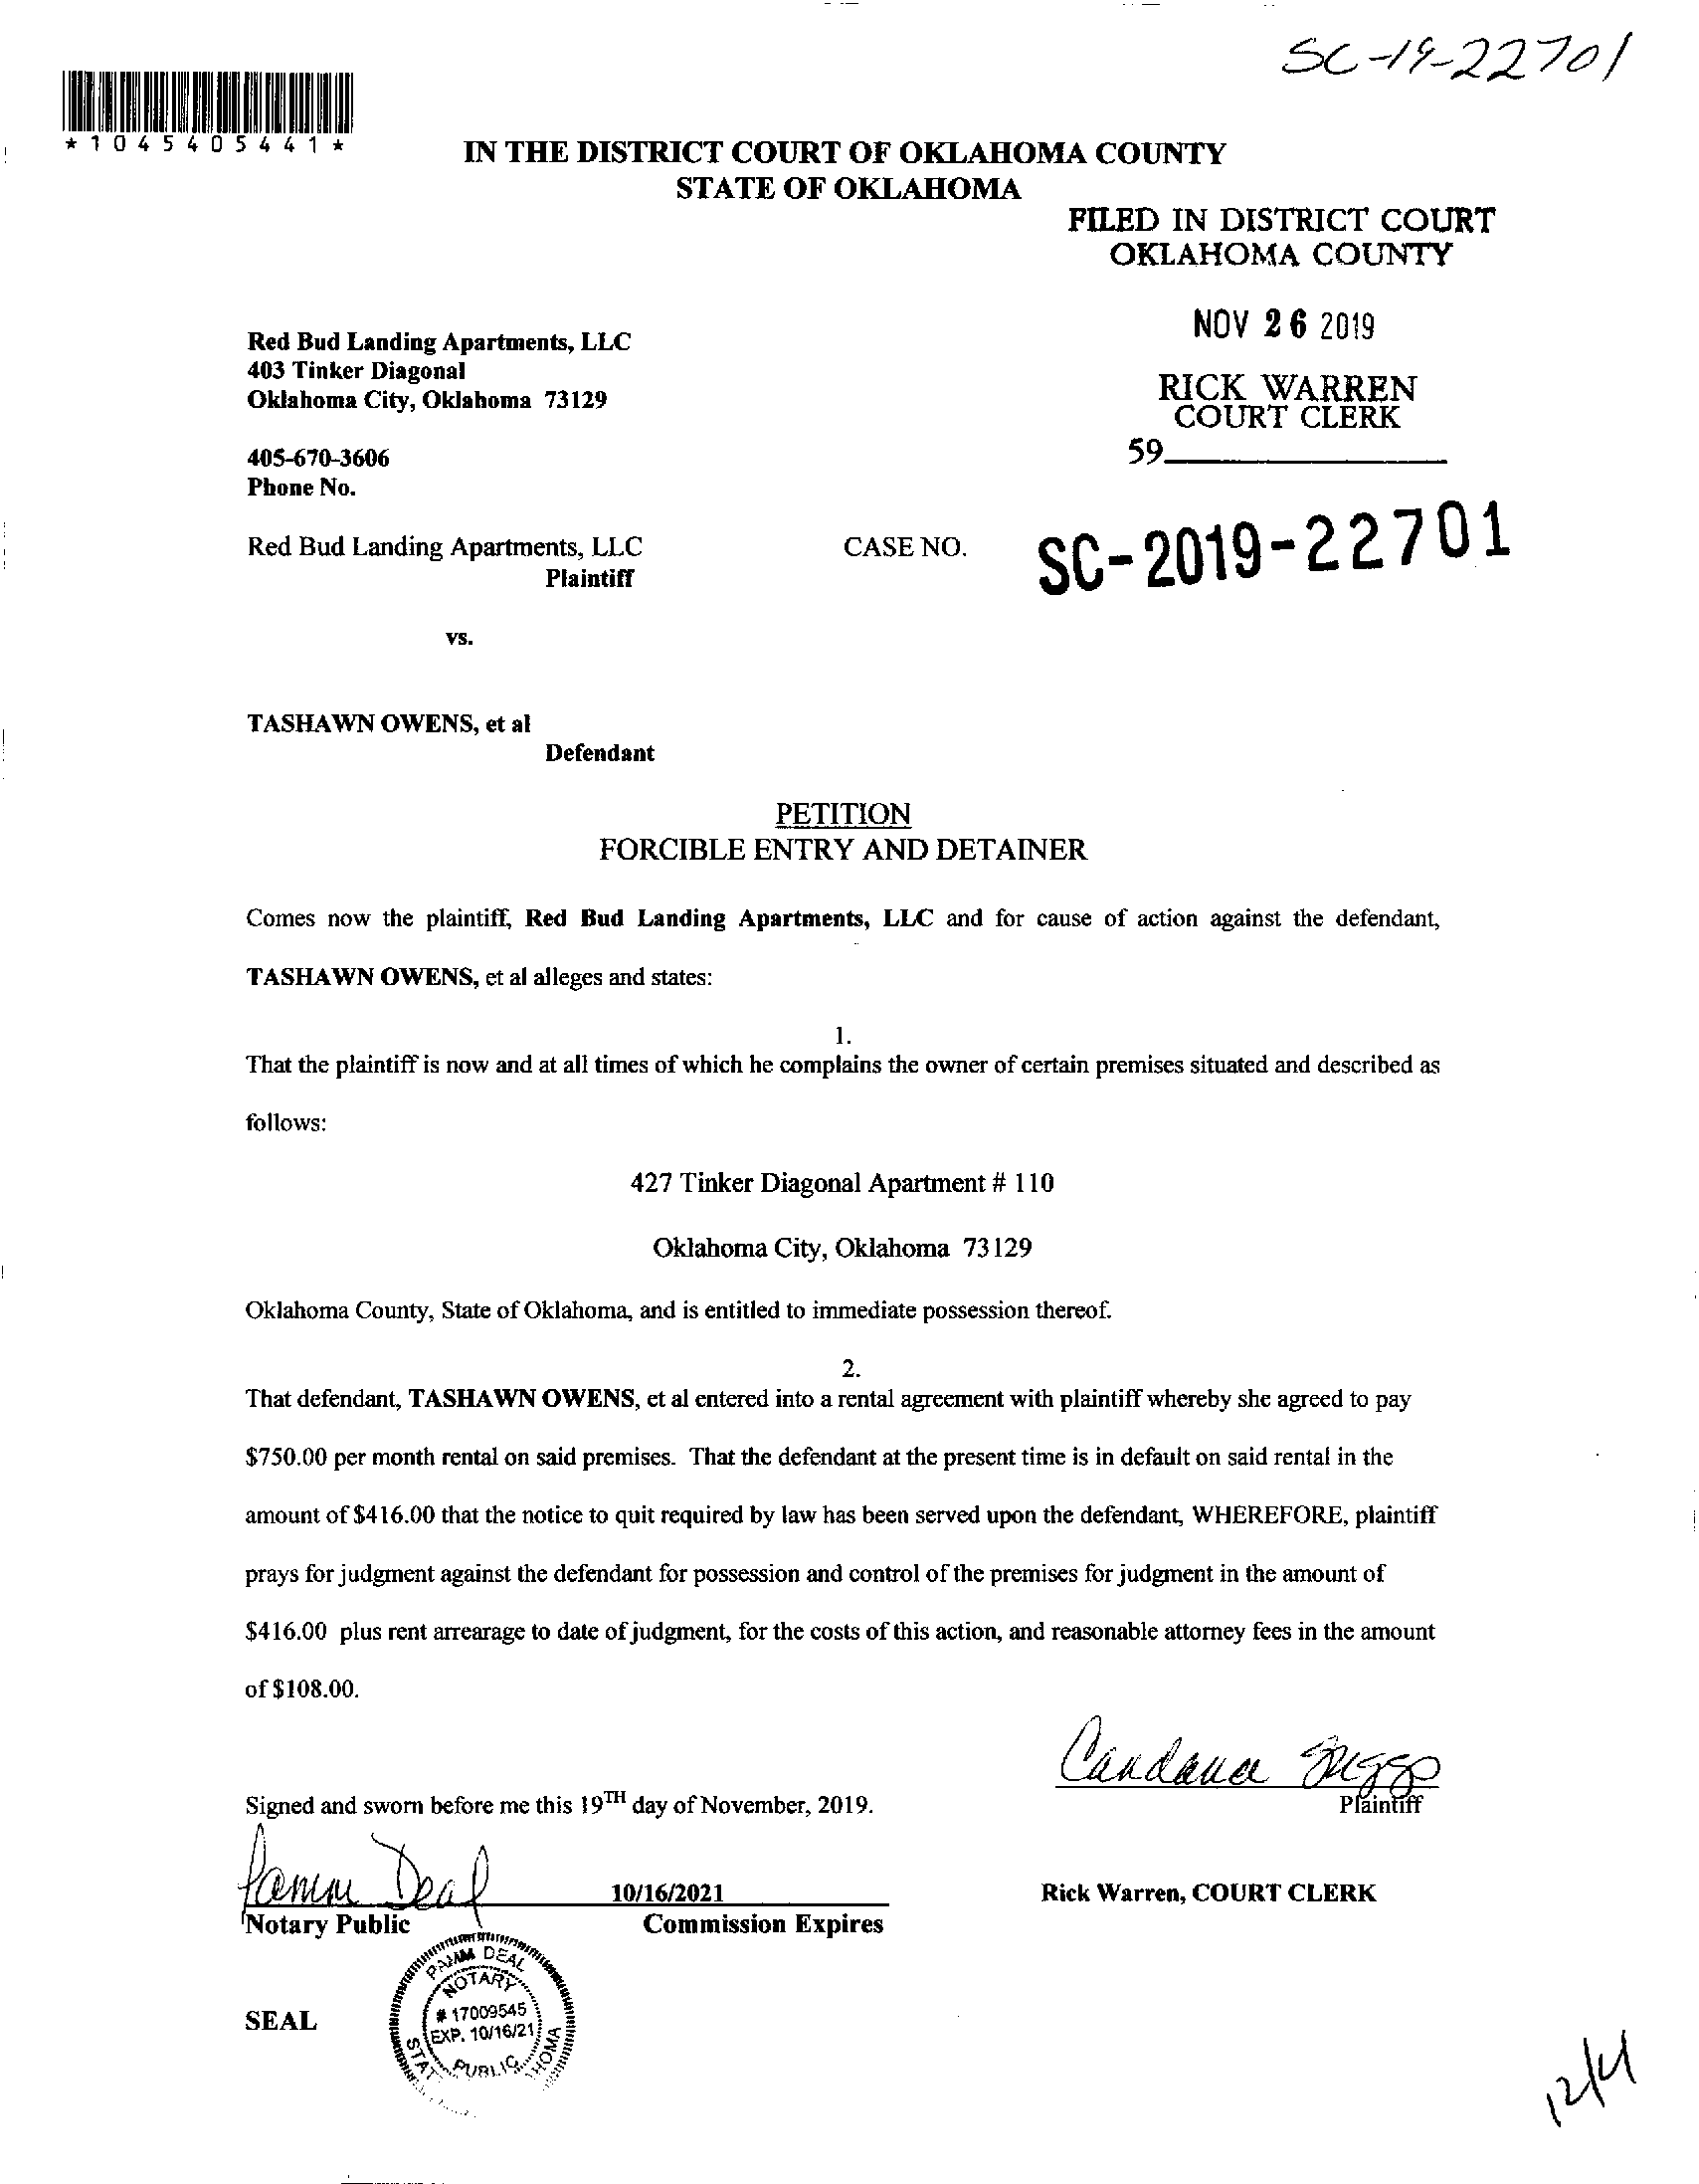 SC-19-22701
*1045405441*
IN THE DISTRICT COURT OF OKLAHOMA COUNTY
STATE OF OKLAHOMA
FILED IN DISTRICT COURT
OKLAHOMA COUNTY
NOV 26 2019
RICK WARREN
COURT CLERK
59
Red Bud Landing Apartments, LLC
403 Tinker Diagonal
Oklahoma City, Oklahoma 73129
405-670-3606
Phone No.
Red Bud Landing Apartments, LLC
Plaintiff
CASE NO.
SC-2019-22701
vs.
TASHAWN OWENS, et al
Defendant
PETITION
FORCIBLE ENTRY AND DETAINER
Comes now the plaintiff, Red Bud Landing Apartments, LLC and for cause of action against the defendant,
TASHAWN OWENS, et al alleges and states:
1.
That the plaintiff is now and at all times of which he complains the owner of certain premises situated and described as
follows:
427 Tinker Diagonal Apartment # 110
Oklahoma City, Oklahoma 73129
Oklahoma County, State of Oklahoma, and is entitled to immediate possession thereof.
2.
That defendant, TASHAWN OWENS, et al entered into a rental agreement with plaintiff whereby she agreed to pay
$750.00 per month rental on said premises. That the defendant at the present time is in default on said rental in the
amount of $416.00 that the notice to quit required by law has been served upon the defendant, WHEREFORE, plaintiff
prays for judgment against the defendant for possession and control of the premises for judgment in the amount of
$416.00 plus rent arrearage to date of judgment, for the costs of this action, and reasonable attorney fees in the amount
of $108.00.
Plaintiff
Signed and sworn before me this 19TH day of November, 2019.
Pamm Deal
10/16/2021
Rick Warren, COURT CLERK
Notary Public
Commission Expires
SEAL
PAMM DEAL
NOTARY
# 17009545
EXP. 10/16/21
PUBLIC
12/4